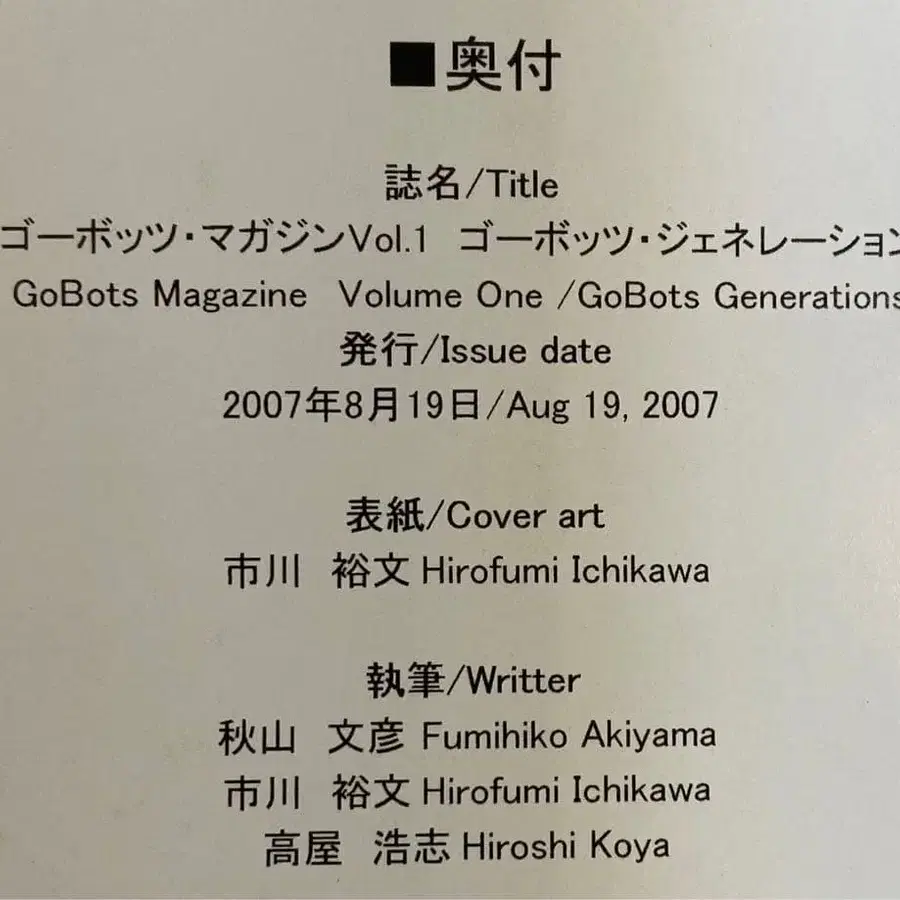 ■奥付
誌名/Title
ゴーボッツ・マガジンVol.1 ゴーボッツ・ジェネレーション
GoBots Magazine Volume One /GoBots Generations
発行/Issue date
2007年8月19日/Aug 19, 2007
表紙/Cover art
市川 裕文 Hirofumi Ichikawa
執筆/Writter
秋山 文彦 Fumihiko Akiyama
市川 裕文 Hirofumi Ichikawa
高屋 浩志 Hiroshi Koya